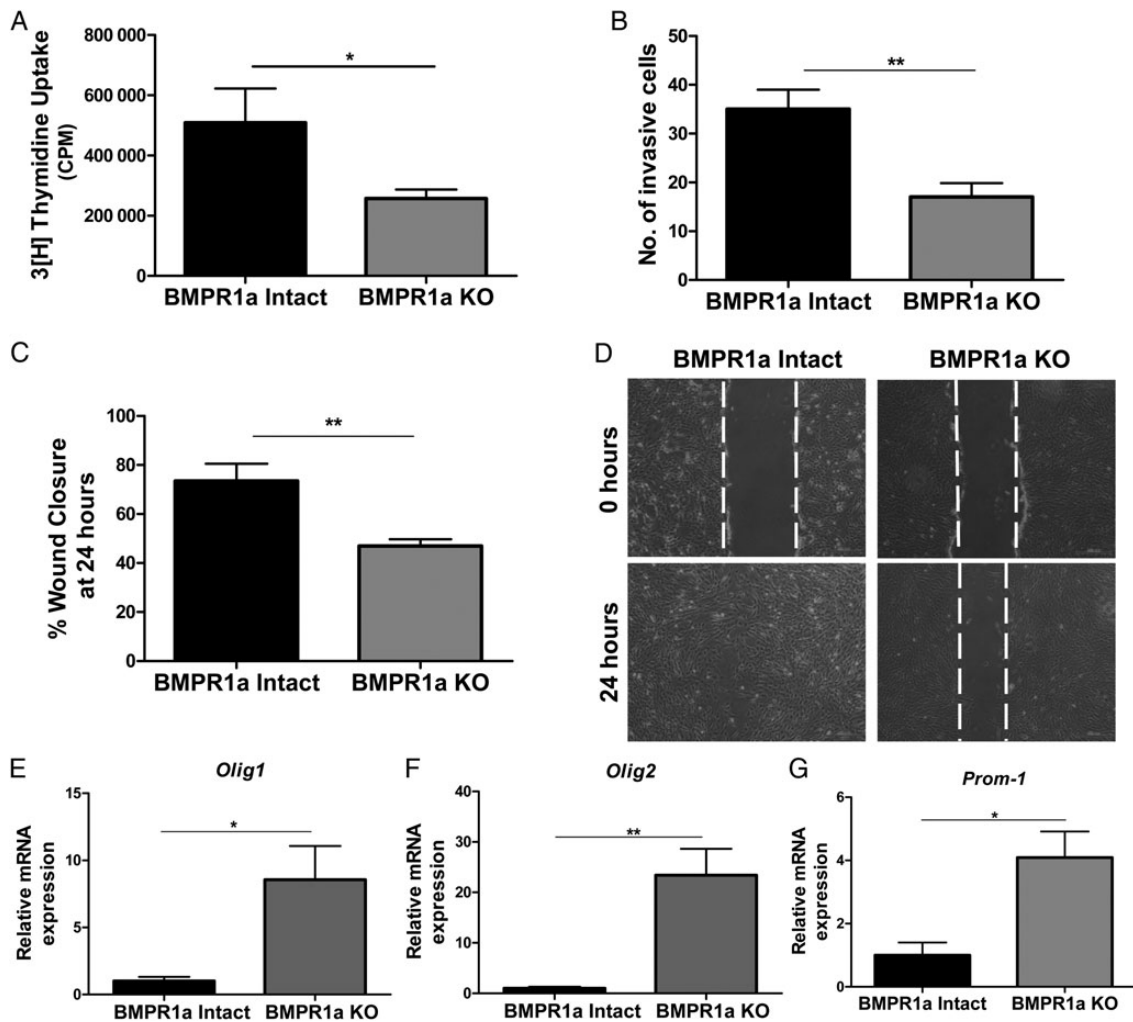 A
3[H] Thymidine Uptake
(CPM)
800 000
600 000
400 000
200 000
0
*
BMPR1a Intact BMPR1a KO
B
No. of invasive cells
50
40
30
20
10
0
**
BMPR1a Intact BMPR1a KO
C
% Wound Closure
at 24 hours
100
80
60
40
20
0
**
BMPR1a Intact BMPR1a KO
D
BMPR1a Intact BMPR1a KO
0 hours
24 hours
E
Olig1
Relative mRNA
expression
15
10
5
0
*
BMPR1a Intact BMPR1a KO
F
Olig2
Relative mRNA
expression
40
30
20
10
0
**
BMPR1a Intact BMPR1a KO
G
Prom-1
Relative mRNA
expression
6
4
2
0
*
BMPR1a Intact BMPR1a KO